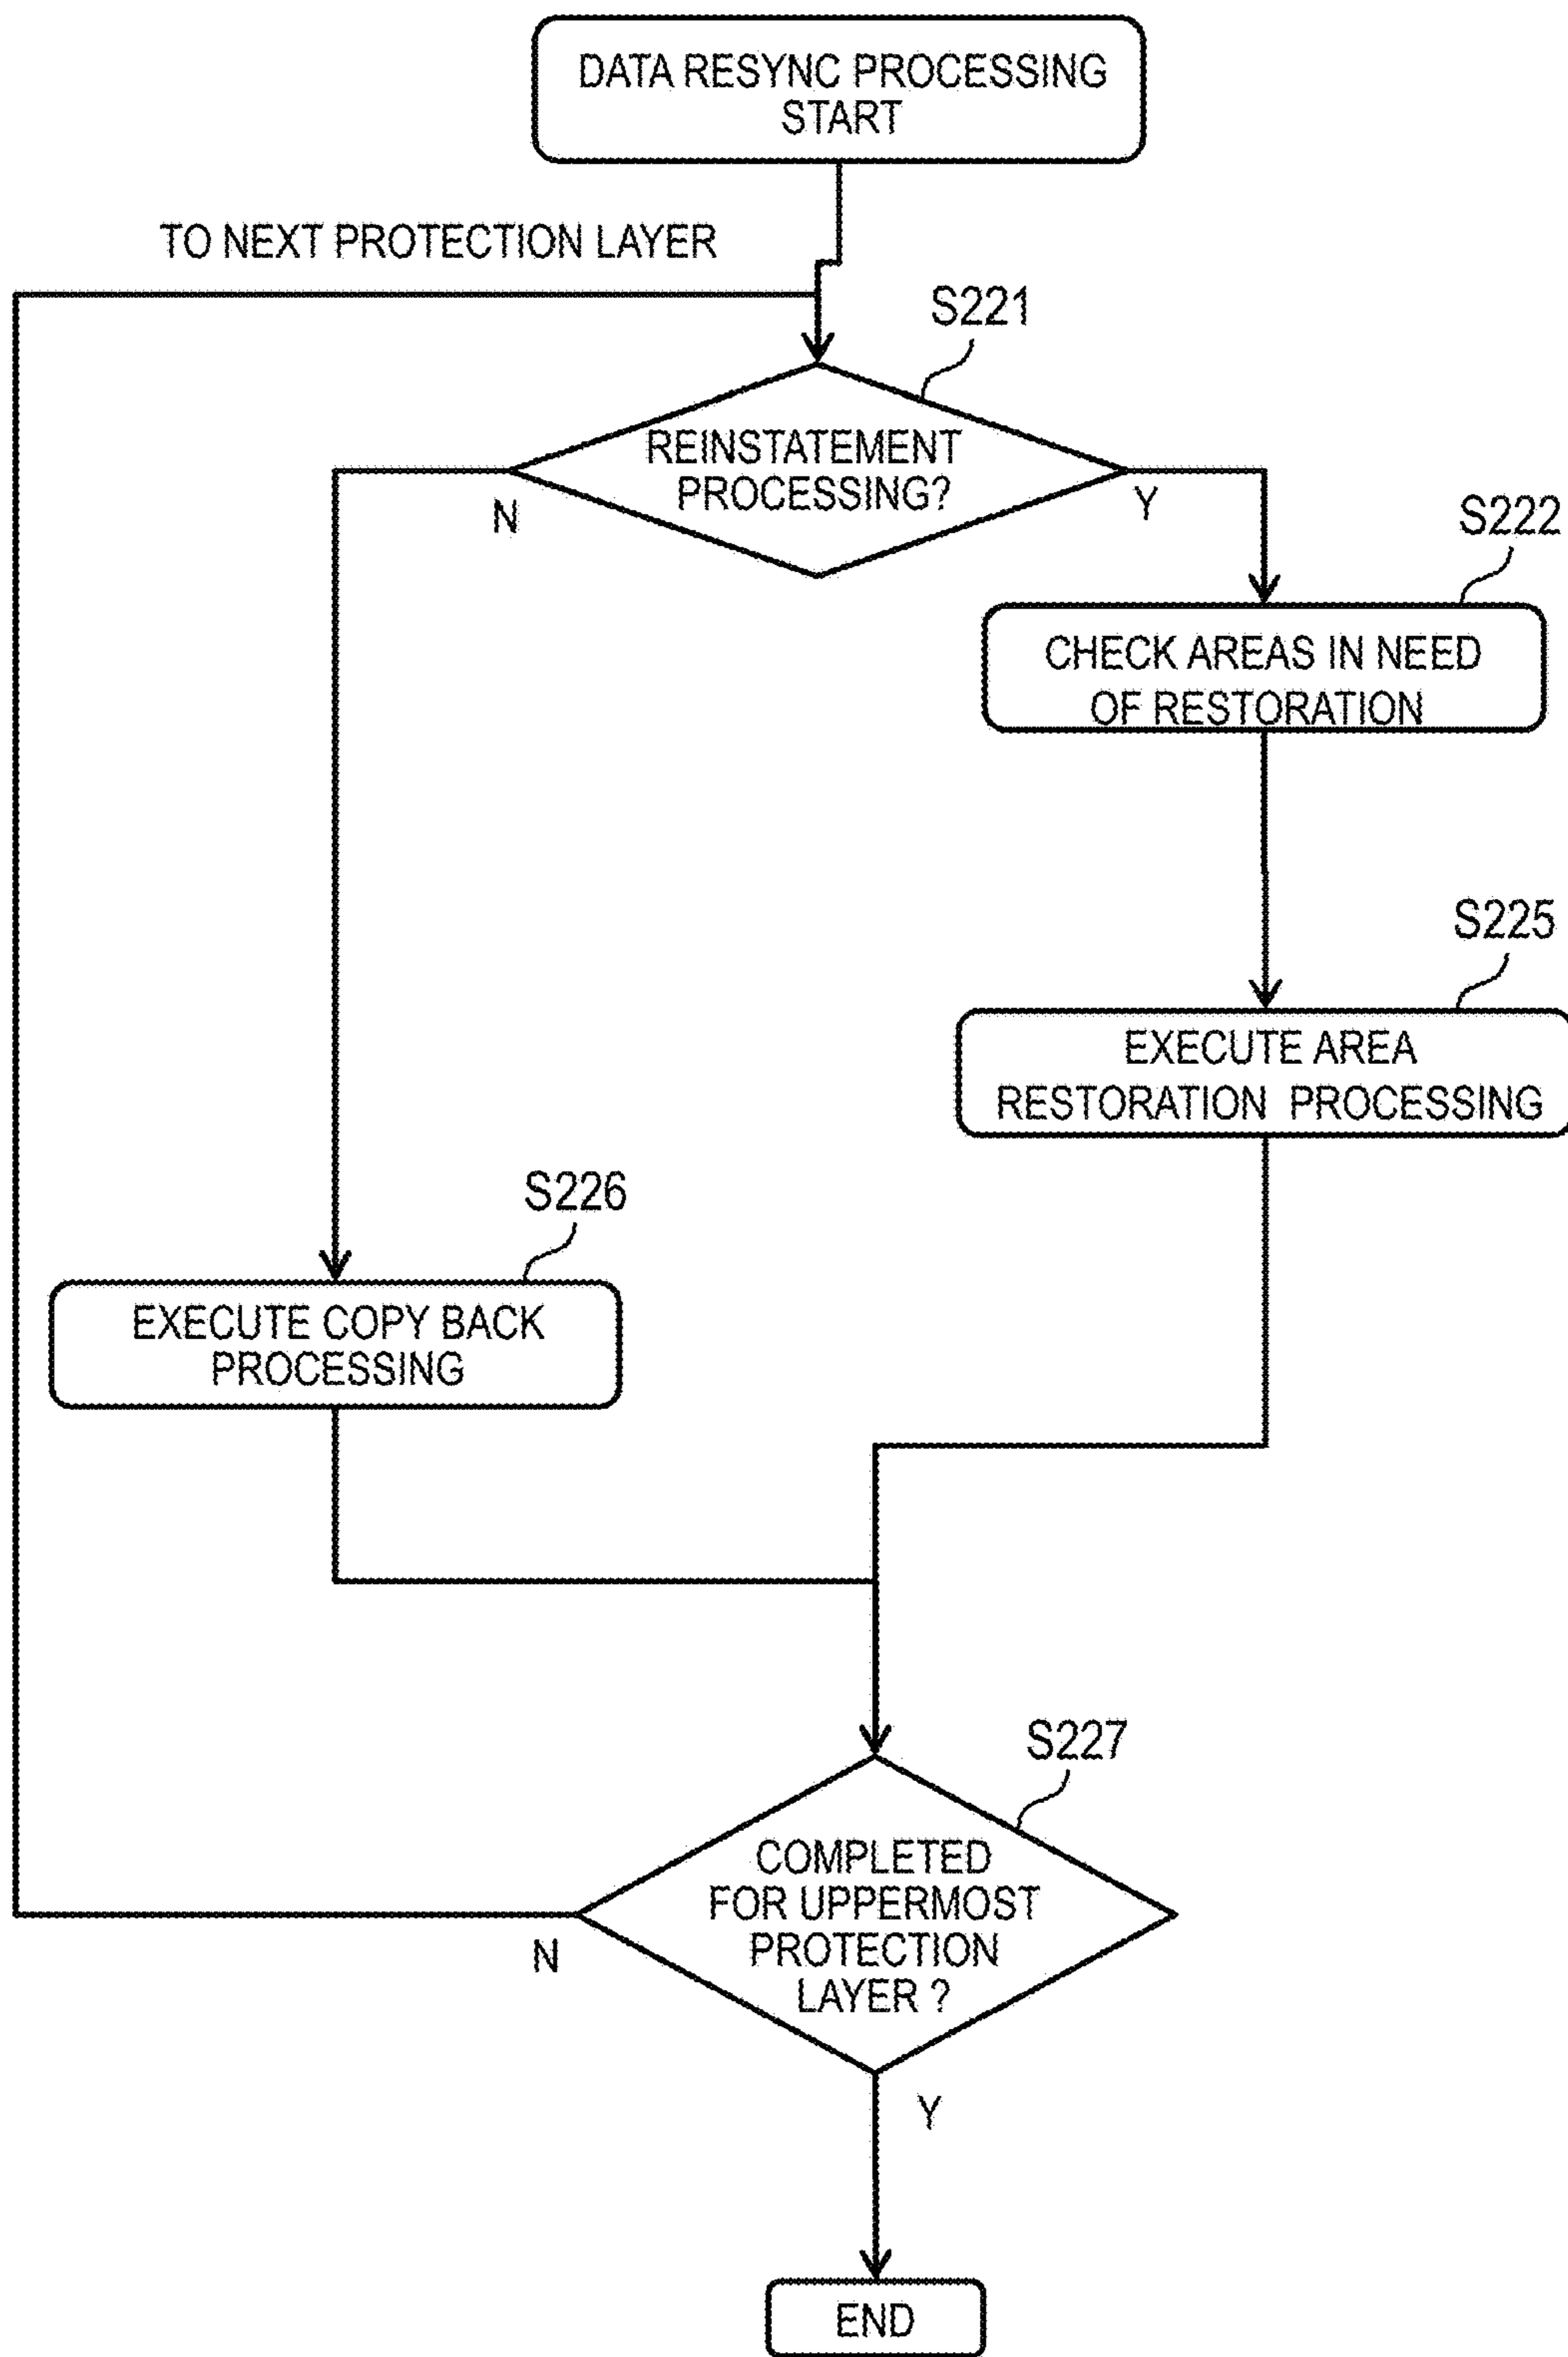 DATA RESYNC PROCESSING
START
TO NEXT PROTECTION LAYER
S221
REINSTATEMENT
PROCESSING?
N
Y
S222
CHECK AREAS IN NEED
OF RESTORATION
S225
EXECUTE AREA
RESTORATION PROCESSING
S226
EXECUTE COPY BACK
PROCESSING
S227
COMPLETED
FOR UPPERMOST
PROTECTION
LAYER ?
N
Y
END